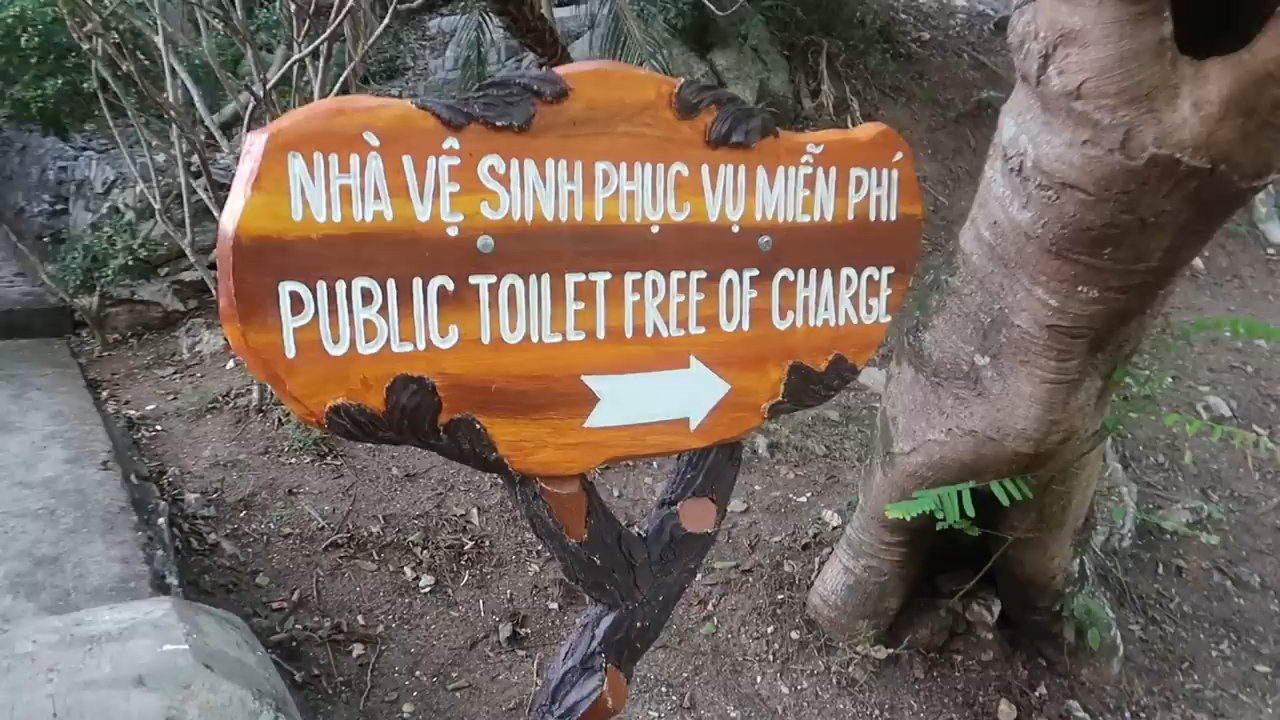 NHÀ VỆ SINH PHỤC VỤ MIỄN PHÍ
PUBLIC TOILET FREE OF CHARGE